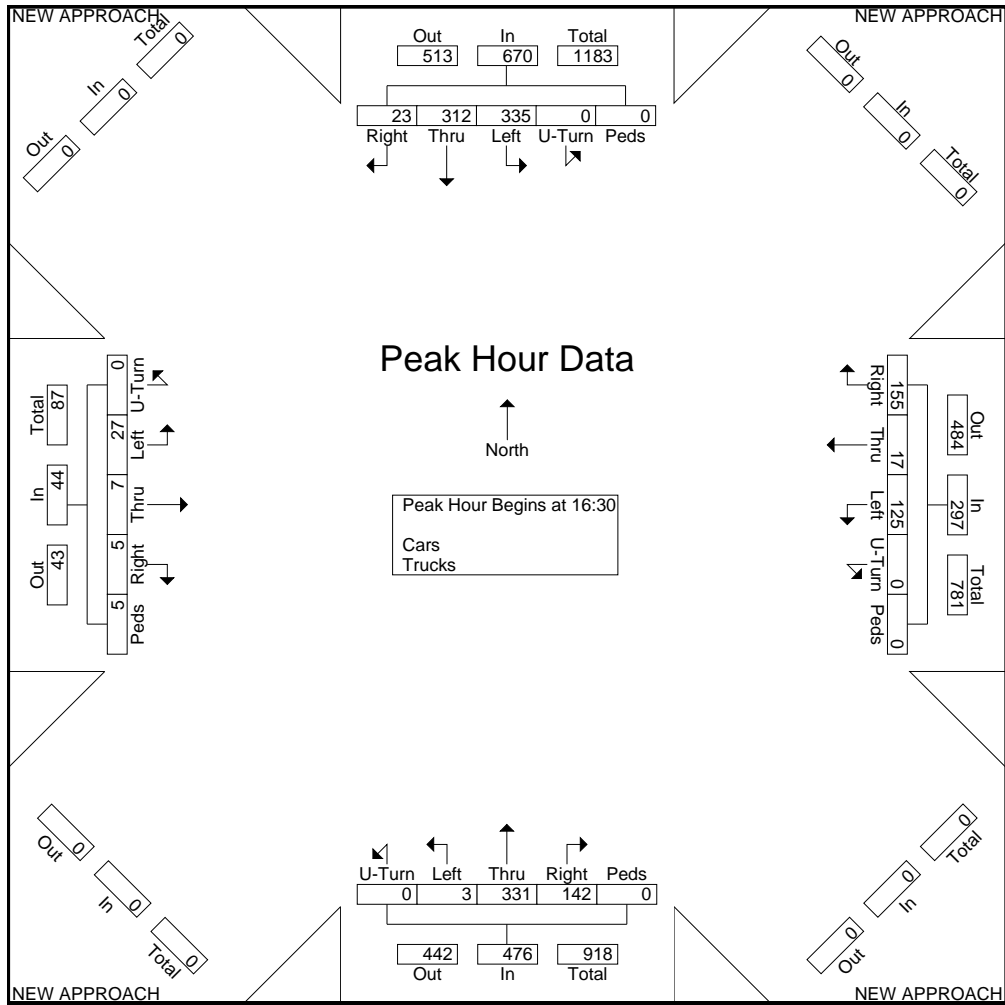 NEW APPROACH
NEW APPROACH
Total
0
In
0
Out
0
Out In Total
513 670 1183
23 312 335 0 0
Right Thru Left U-Turn Peds
Out
0
In
0
Total
0
Peak Hour Data
North
Peak Hour Begins at 16:30
Cars
Trucks
Total
87
In
44
Out
43
0
U-Turn
27
Left
7
Thru
5
Right
5
Peds
Right
155
Thru
17
Left
125
U-Turn
0
Peds
0
Out
484
In
297
Total
781
U-Turn Left Thru Right Peds
0 3 331 142 0
442 476 918
Out In Total
0
Out
0
In
0
Total
0
Total
0
In
0
Out
NEW APPROACH
NEW APPROACH